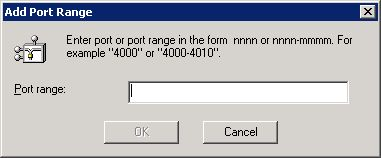 Add Port Range
Enter port or port range in the form nnnn or nnnn-mmmm. For
example "4000" or "4000-4010".
Port range:
OK
Cancel